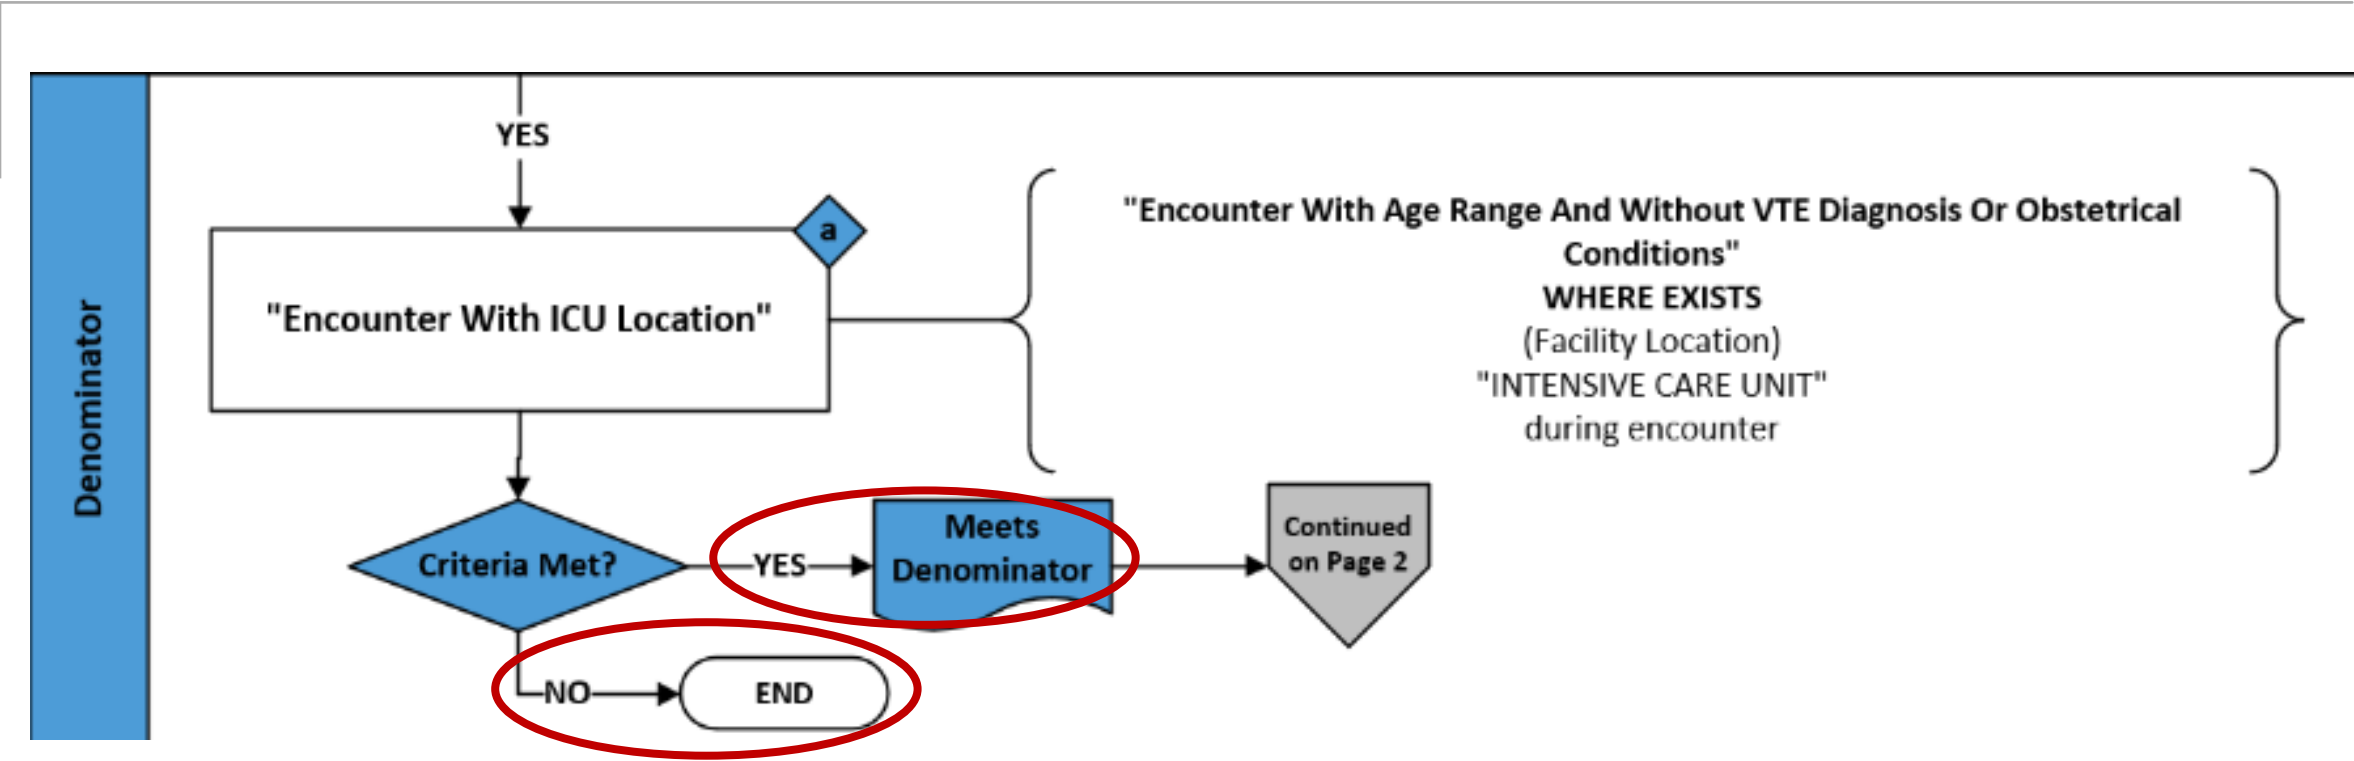 Denominator
YES
"Encounter With ICU Location"
a
"Encounter With Age Range And Without VTE Diagnosis Or Obstetrical
Conditions"
WHERE EXISTS
(Facility Location)
"INTENSIVE CARE UNIT"
during encounter
Criteria Met?
YES
Meets
Denominator
Continued
on Page 2
NO
END